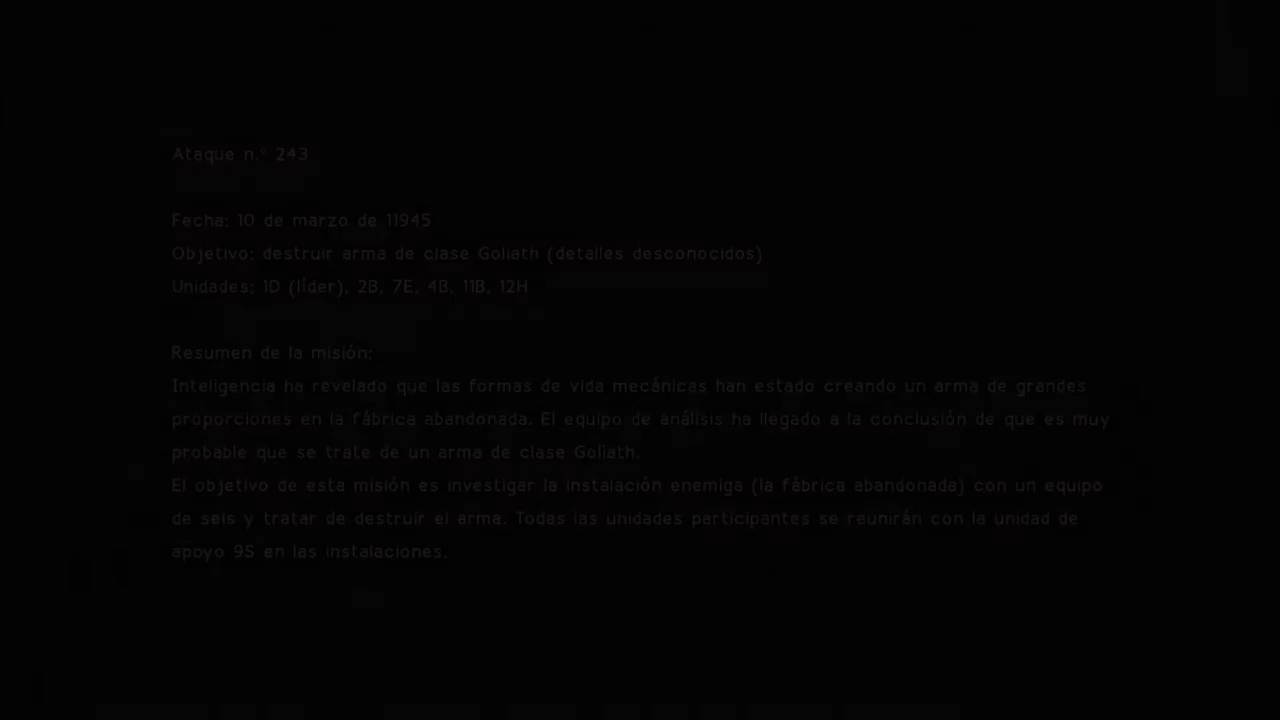 Ataque n.º 243
Fecha: 10 de marzo de 11945
Objetivo: destruir arma de clase Goliath (detalles desconocidos)
Unidades: 1D (líder), 2B, 7E, 4B, 11B, 12H
Resumen de la misión:
Inteligencia ha revelado que las formas de vida mecánicas han estado creando un arma de grandes
proporciones en la fábrica abandonada. El equipo de análisis ha llegado a la conclusión de que es muy
probable que se trate de un arma de clase Goliath.
El objetivo de esta misión es investigar la instalación enemiga (la fábrica abandonada) con un equipo
de seis y tratar de destruir el arma. Todas las unidades participantes se reunirán con la unidad de
apoyo 9S en las instalaciones.